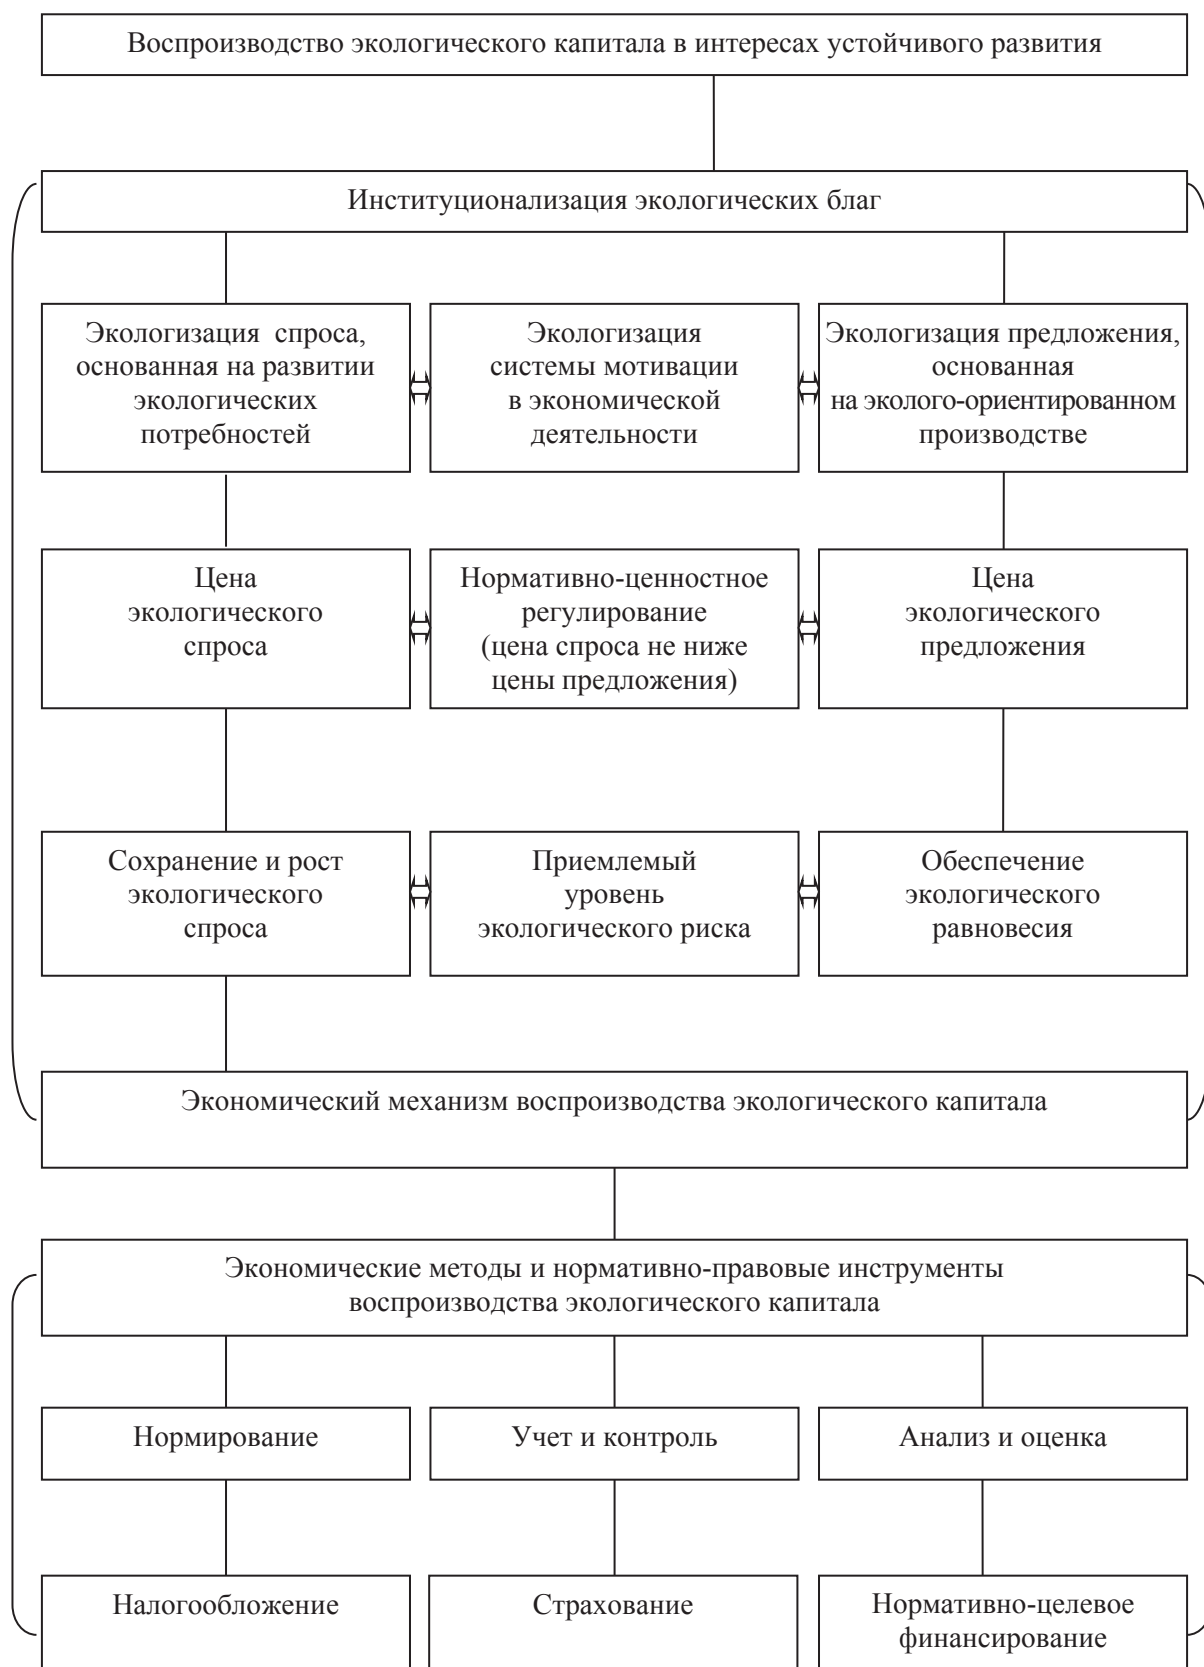 Воспроизводство экологического капитала в интересах устойчивого развития
Институционализация экологических благ
Экологизация спроса,
основанная на развитии
экологических
потребностей
Экологизация
системы мотивации
в экономической
деятельности
Экологизация предложения,
основанная
на эколого-ориентированном
производстве
Цена
экологического
спроса
Нормативно-ценностное
регулирование
(цена спроса не ниже
цены предложения)
Цена
экологического
предложения
Сохранение и рост
экологического
спроса
Приемлемый
уровень
экологического риска
Обеспечение
экологического
равновесия
Экономический механизм воспроизводства экологического капитала
Экономические методы и нормативно-правовые инструменты
воспроизводства экологического капитала
Нормирование
Учет и контроль
Анализ и оценка
Налогообложение
Страхование
Нормативно-целевое
финансирование